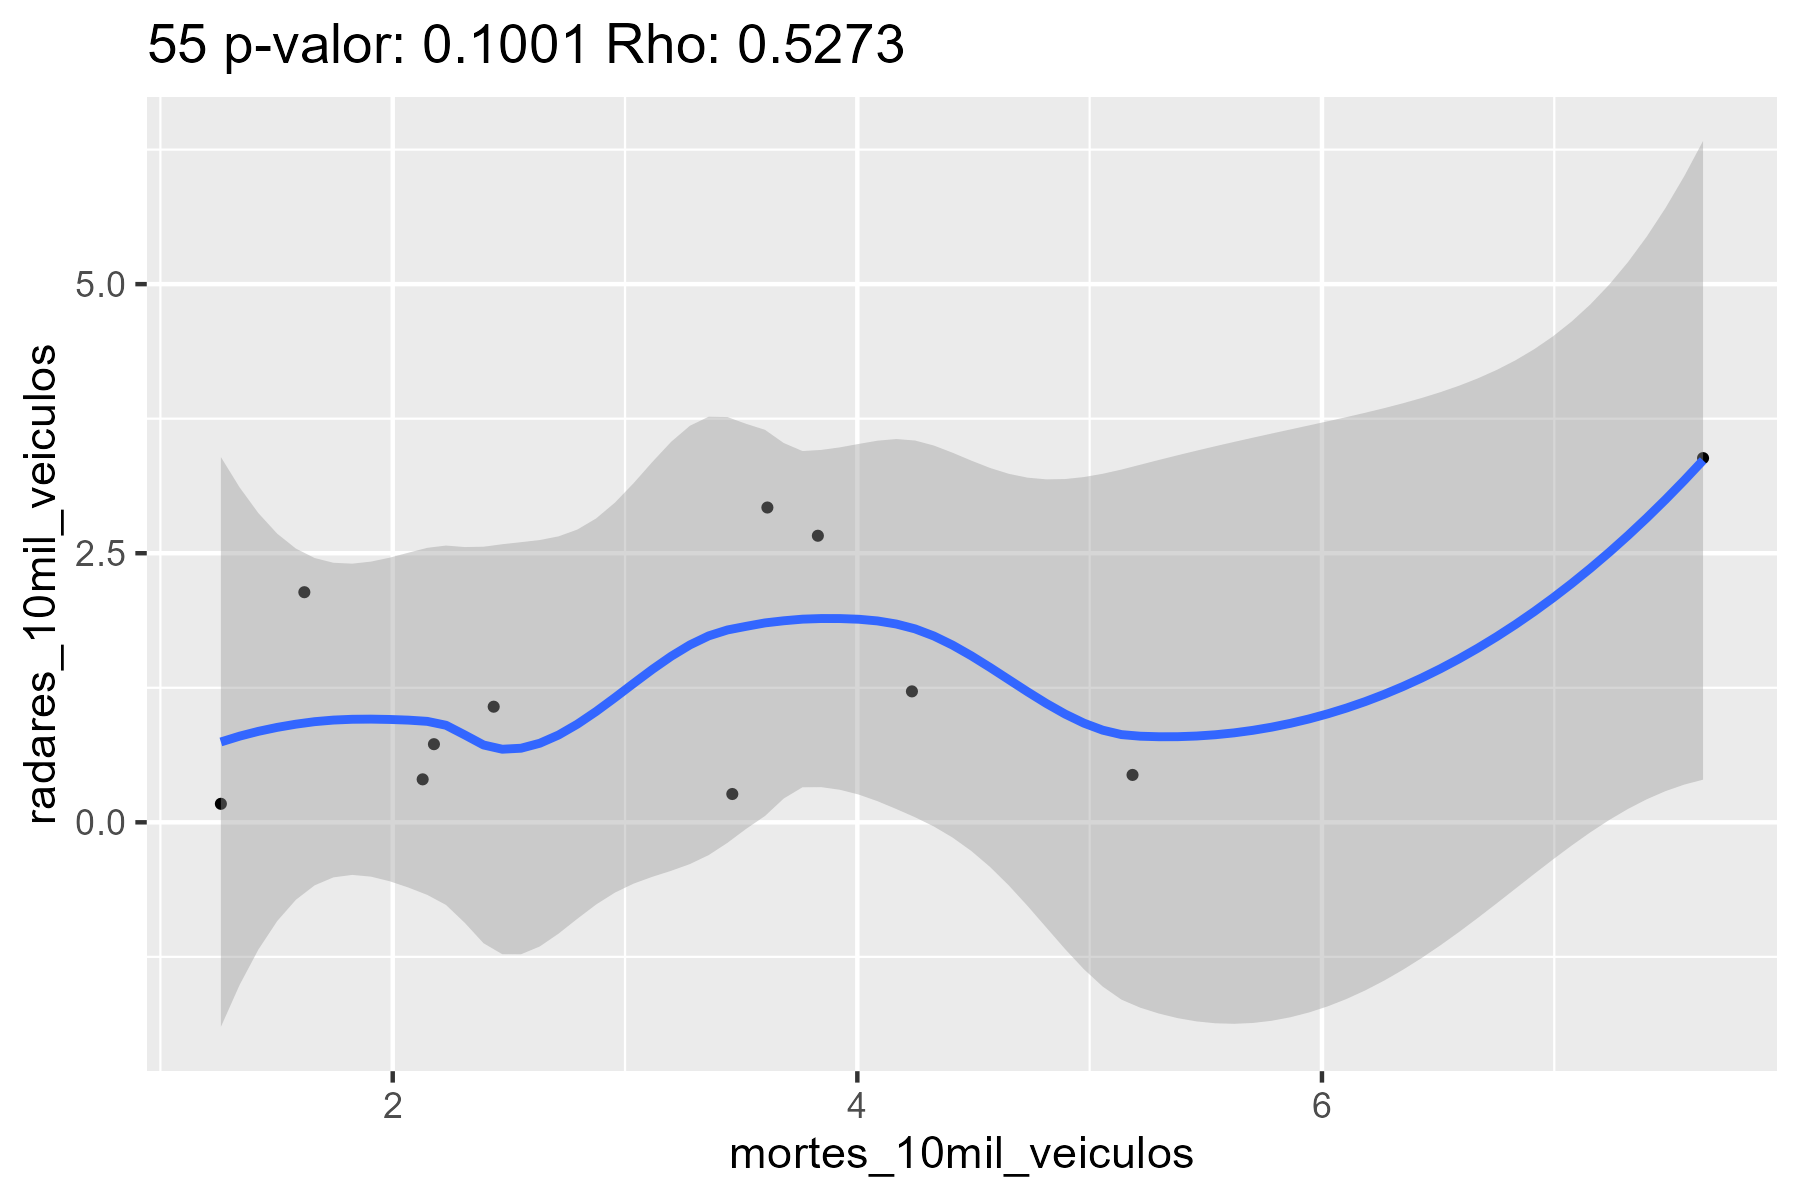 55 p-valor: 0.1001 Rho: 0.5273
radares_10mil_veiculos
5.0
2.5
0.0
2 4 6
mortes_10mil_veiculos